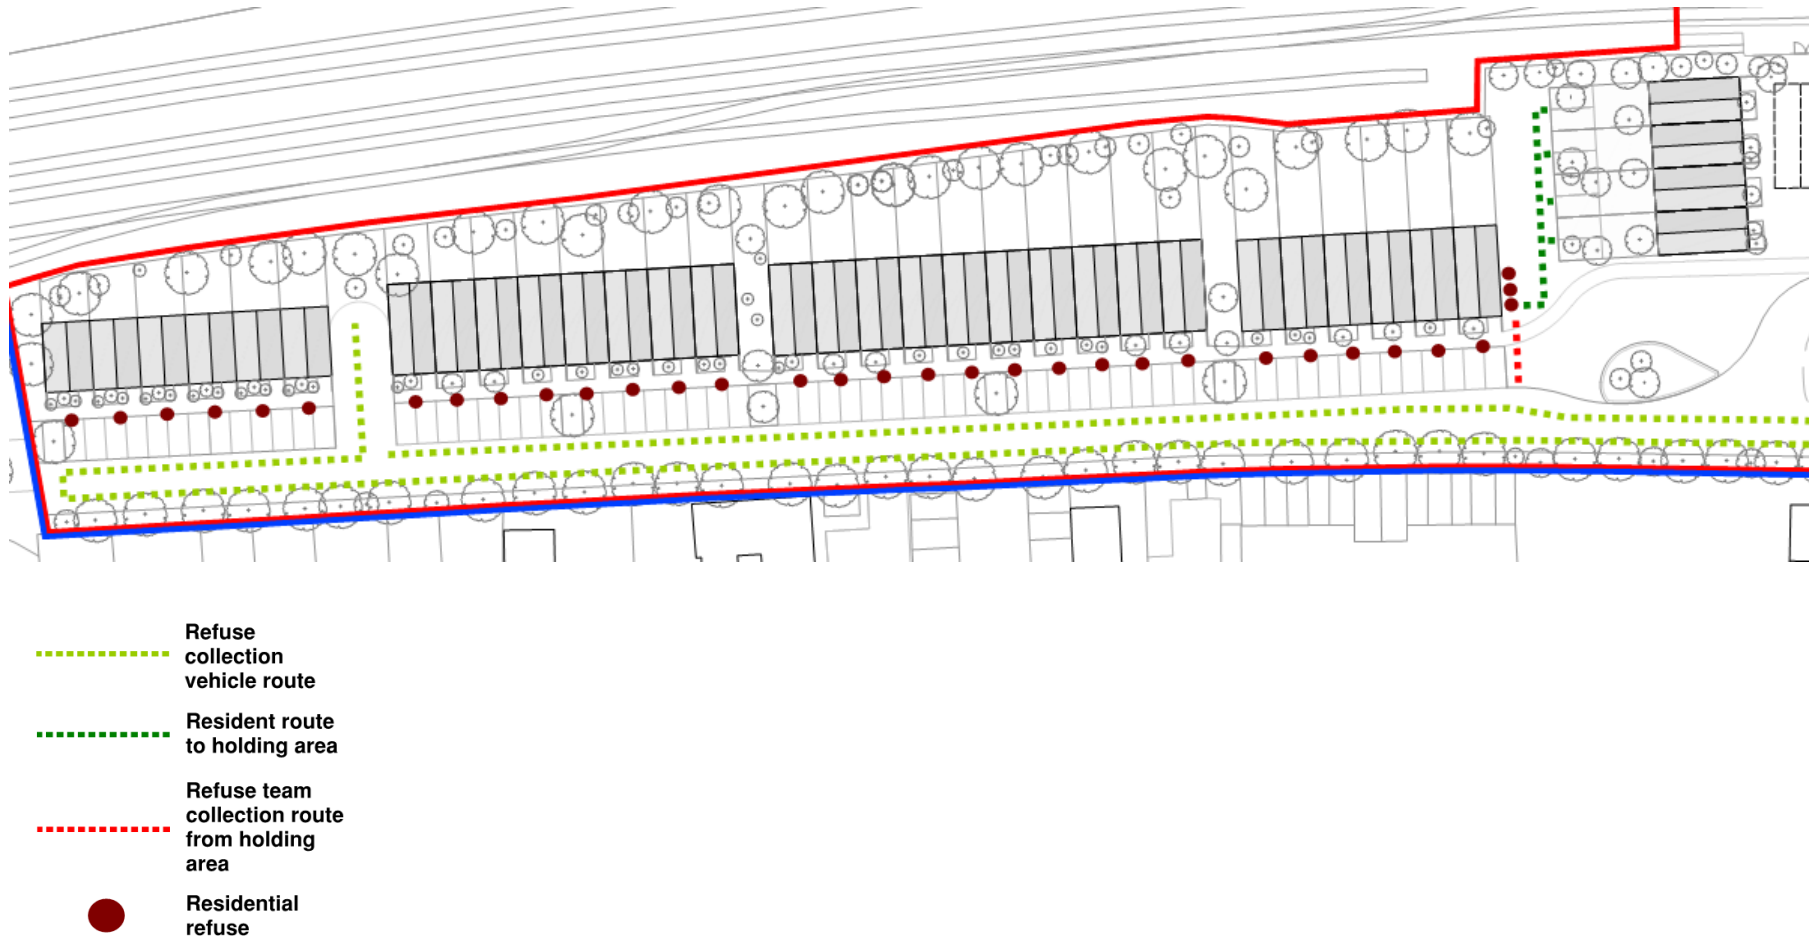 Refuse
collection
vehicle route
Resident route
to holding area
Refuse team
collection route
from holding
area
Residential
refuse